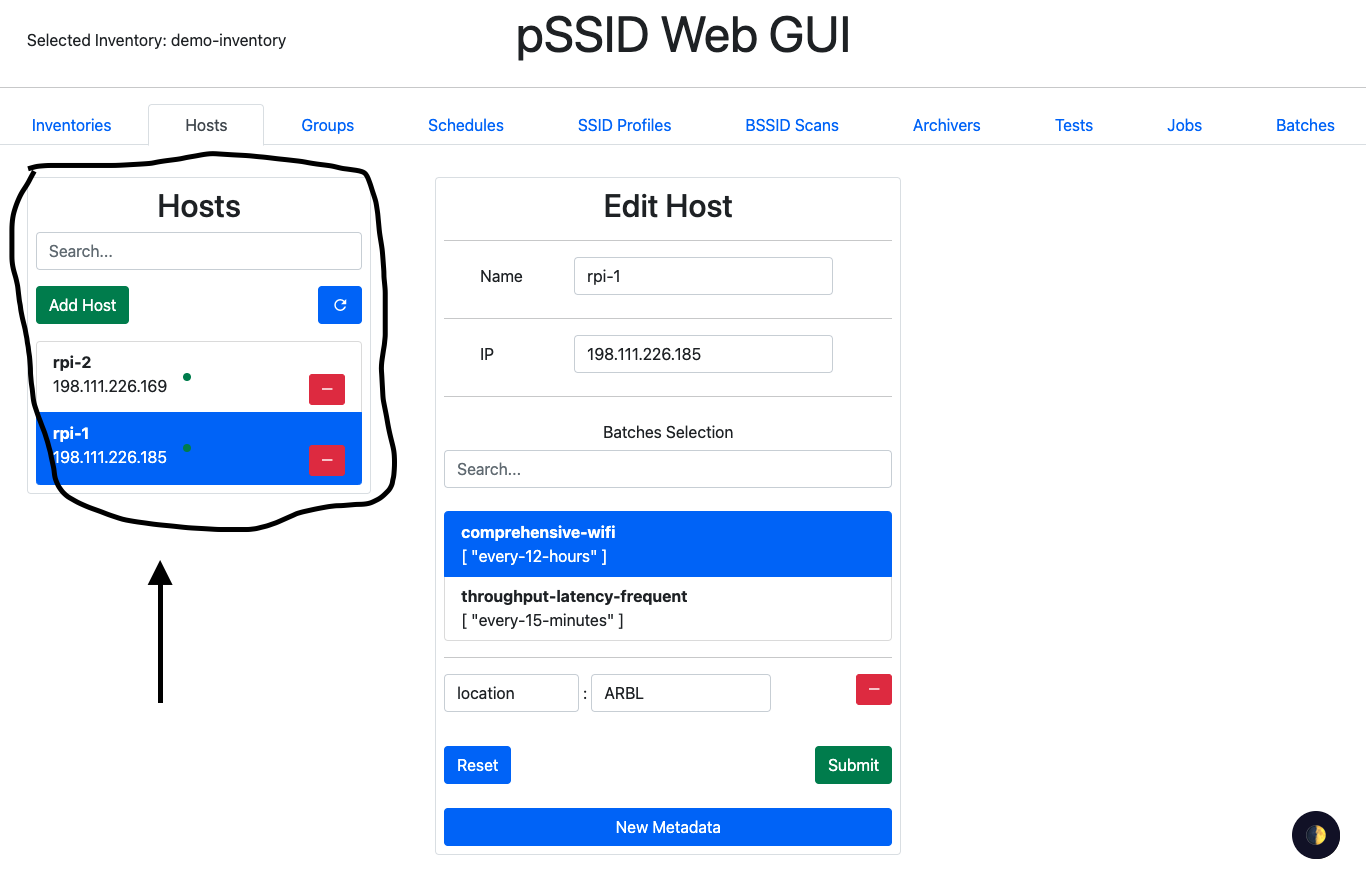 Selected Inventory: demo-inventory
pSSID Web GUI
Inventories
Hosts
Groups
Schedules
SSID Profiles
BSSID Scans
Archivers
Tests
Jobs
Batches
Hosts
Search...
Add Host
rpi-2
198.111.226.169
rpi-1
198.111.226.185
Edit Host
Name
rpi-1
IP
198.111.226.185
Batches Selection
Search...
comprehensive-wifi
[ "every-12-hours" ]
throughput-latency-frequent
[ "every-15-minutes" ]
location : ARBL
Reset
Submit
New Metadata